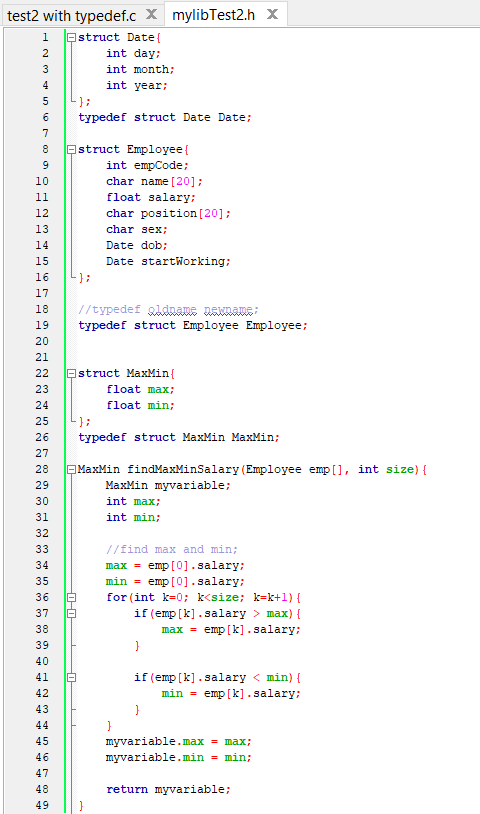 test2 with typedef.c X mylibTest2.h X
1 struct Date{
2     int day;
3     int month;
4     int year;
5 };
6 typedef struct Date Date;
7
8 struct Employee{
9     int empCode;
10     char name[20];
11     float salary;
12     char position[20];
13     char sex;
14     Date dob;
15     Date startWorking;
16 };
17
18 //typedef oldname newname;
19 typedef struct Employee Employee;
20
21
22 struct MaxMin{
23     float max;
24     float min;
25 };
26 typedef struct MaxMin MaxMin;
27
28 MaxMin findMaxMinSalary(Employee emp[], int size){
29     MaxMin myvariable;
30     int max;
31     int min;
32
33     //find max and min;
34     max = emp[0].salary;
35     min = emp[0].salary;
36     for(int k=0; k<size; k=k+1){
37         if(emp[k].salary > max){
38             max = emp[k].salary;
39         }
40
41         if(emp[k].salary < min){
42             min = emp[k].salary;
43         }
44     }
45     myvariable.max = max;
46     myvariable.min = min;
47
48     return myvariable;
49 }